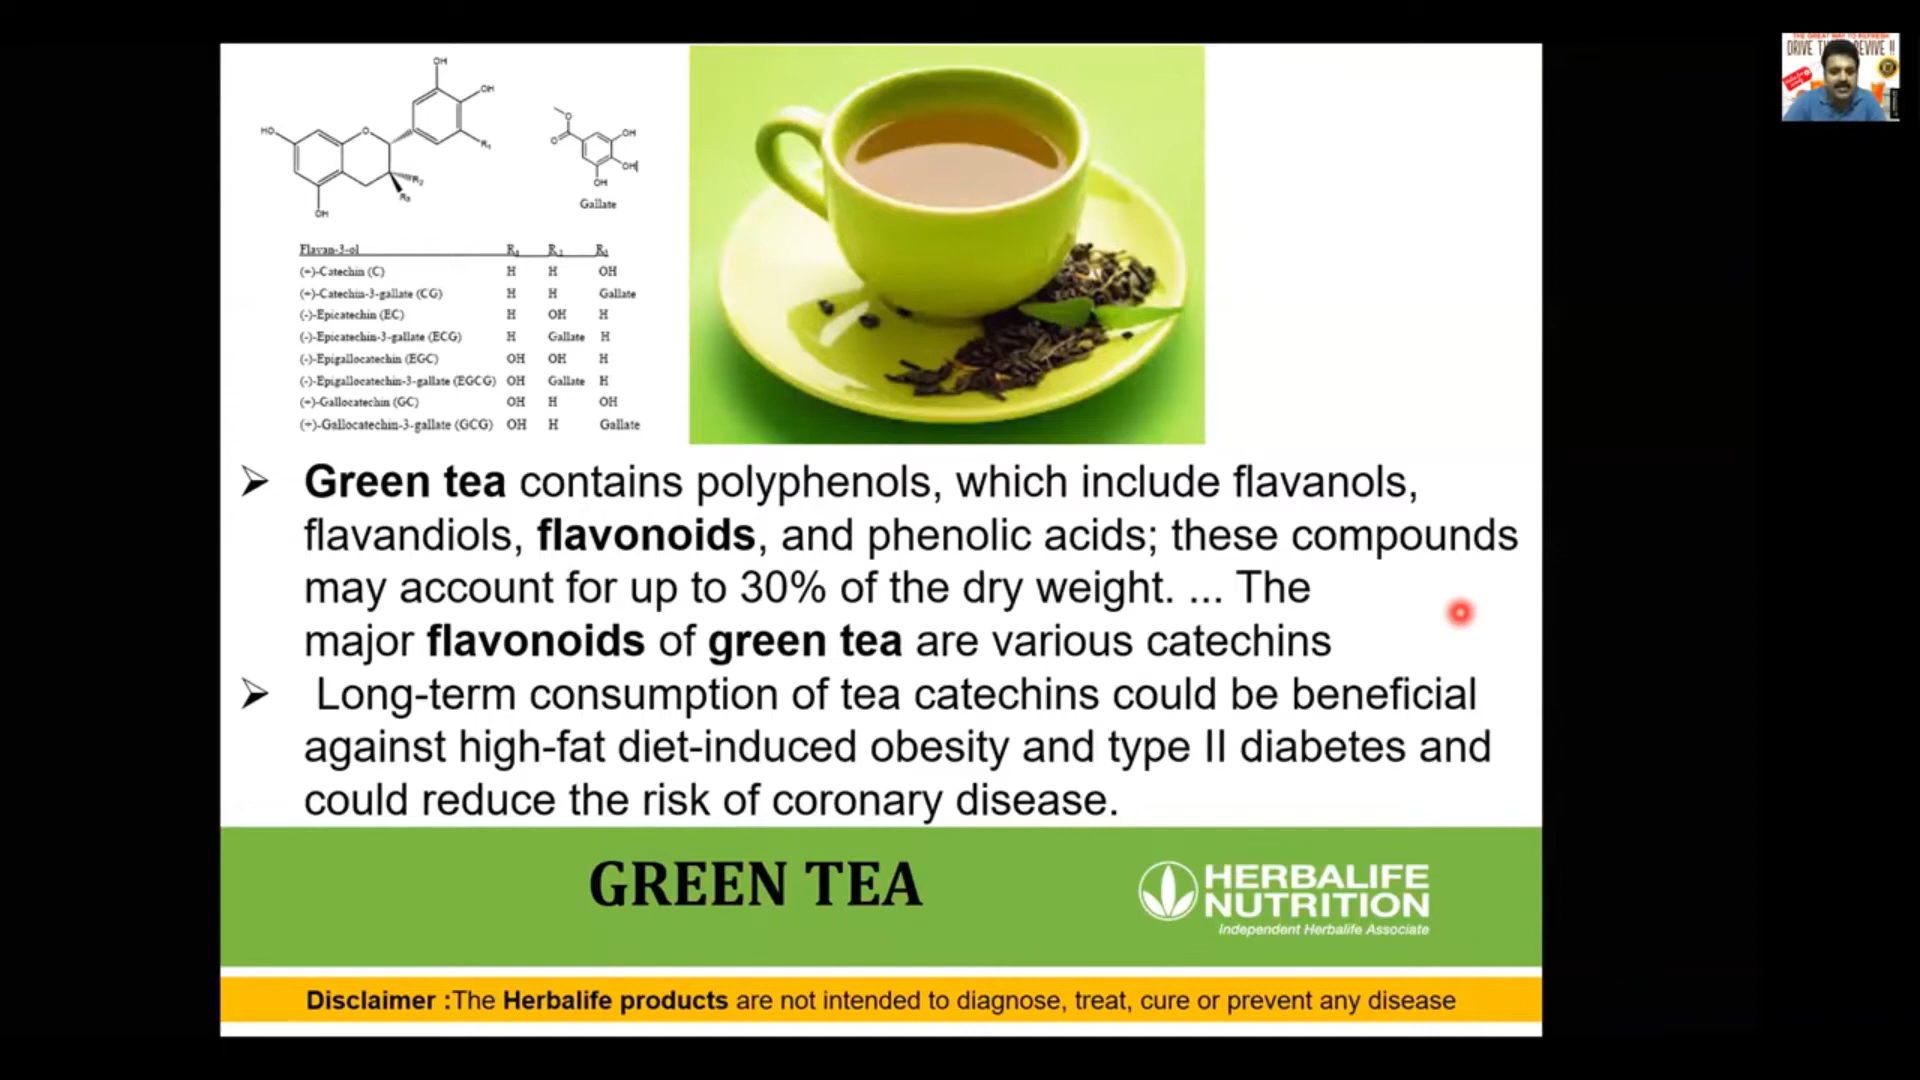 THE GREAT WAY TO REFRESH
OH
OH
HO
O
R1
R2
R3
OH
O
O
OH
OH
OH
Gallate
Flavan-3-ol R1 R2 R3
(+)-Catechin (C) H H OH
(+)-Catechin-3-gallate (CG) H H Gallate
(-)-Epicatechin (EC) H OH H
(-)-Epicatechin-3-gallate (ECG) H Gallate H
(-)-Epigallocatechin (EGC) OH OH H
(-)-Epigallocatechin-3-gallate (EGCG) OH Gallate H
(+)-Gallocatechin (GC) OH H OH
(+)-Gallocatechin-3-gallate (GCG) OH H Gallate
➢ Green tea contains polyphenols, which include flavanols,
flavandiols, flavonoids, and phenolic acids; these compounds
may account for up to 30% of the dry weight. ... The
major flavonoids of green tea are various catechins
➢ Long-term consumption of tea catechins could be beneficial
against high-fat diet-induced obesity and type II diabetes and
could reduce the risk of coronary disease.
GREEN TEA
HERBALIFE
NUTRITION
Independent Herbalife Associate
Disclaimer :The Herbalife products are not intended to diagnose, treat, cure or prevent any disease